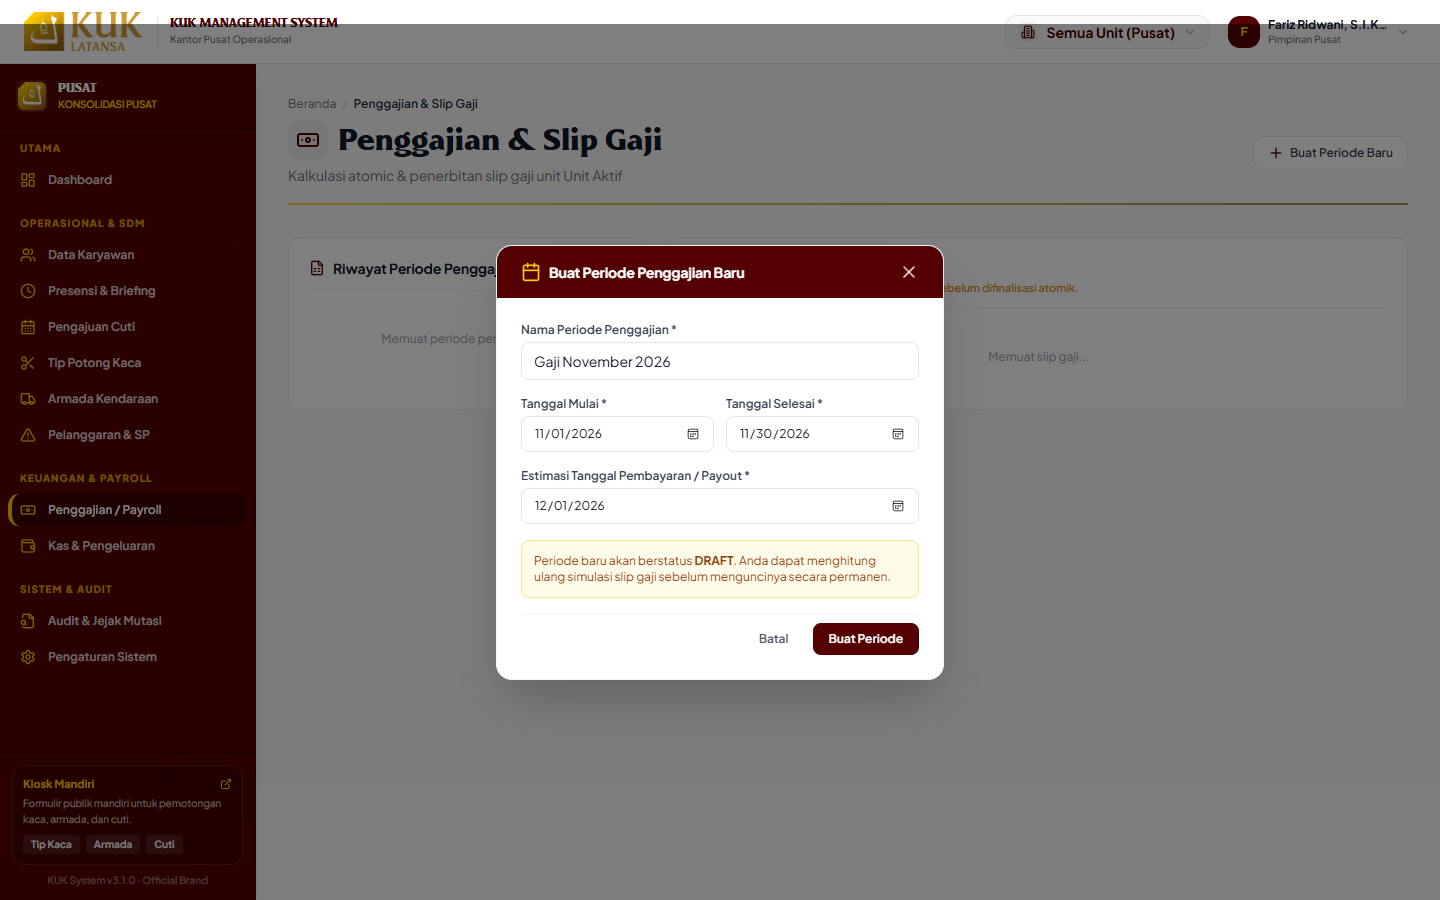 KUK
LATANSA
KUK MANAGEMENT SYSTEM
Kantor Pusat Operasional
Semua Unit (Pusat)
F
Fariz Ridwani, S.I.K...
Pimpinan Pusat
PUSAT
KONSOLIDASI PUSAT
UTAMA
Dashboard
OPERASIONAL & SDM
Data Karyawan
Presensi & Briefing
Pengajuan Cuti
Tip Potong Kaca
Armada Kendaraan
Pelanggaran & SP
KEUANGAN & PAYROLL
Penggajian / Payroll
Kas & Pengeluaran
SISTEM & AUDIT
Audit & Jejak Mutasi
Pengaturan Sistem
Kiosk Mandiri
Formulir publik mandiri untuk pemotongan
kaca, armada, dan cuti.
Tip Kaca
Armada
Cuti
KUK System v3.1.0 · Official Brand
Beranda / Penggajian & Slip Gaji
Penggajian & Slip Gaji
Kalkulasi atomic & penerbitan slip gaji unit Unit Aktif
Buat Periode Baru
Riwayat Periode Penggaj
Memuat periode pe
ebelum difinalisasi atomik.
Memuat slip gaji...
Buat Periode Penggajian Baru
Nama Periode Penggajian *
Gaji November 2026
Tanggal Mulai *
Tanggal Selesai *
11/01/2026
11/30/2026
Estimasi Tanggal Pembayaran / Payout *
12/01/2026
Periode baru akan berstatus DRAFT. Anda dapat menghitung
ulang simulasi slip gaji sebelum menguncinya secara permanen.
Batal
Buat Periode